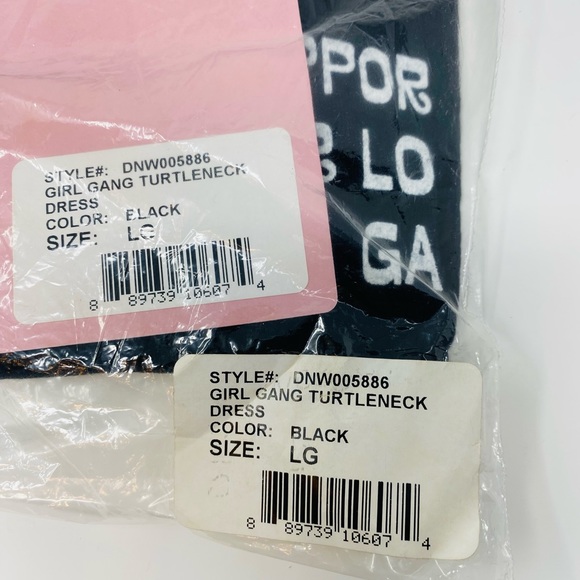 PPOR
LO
GA
STYLE#: DNW005886
GIRL GANG TURTLENECK
DRESS
COLOR: BLACK
SIZE: LG
8 89739 10607 4
STYLE#: DNW005886
GIRL GANG TURTLENECK
DRESS
COLOR: BLACK
SIZE: LG
8 89739 10607 4